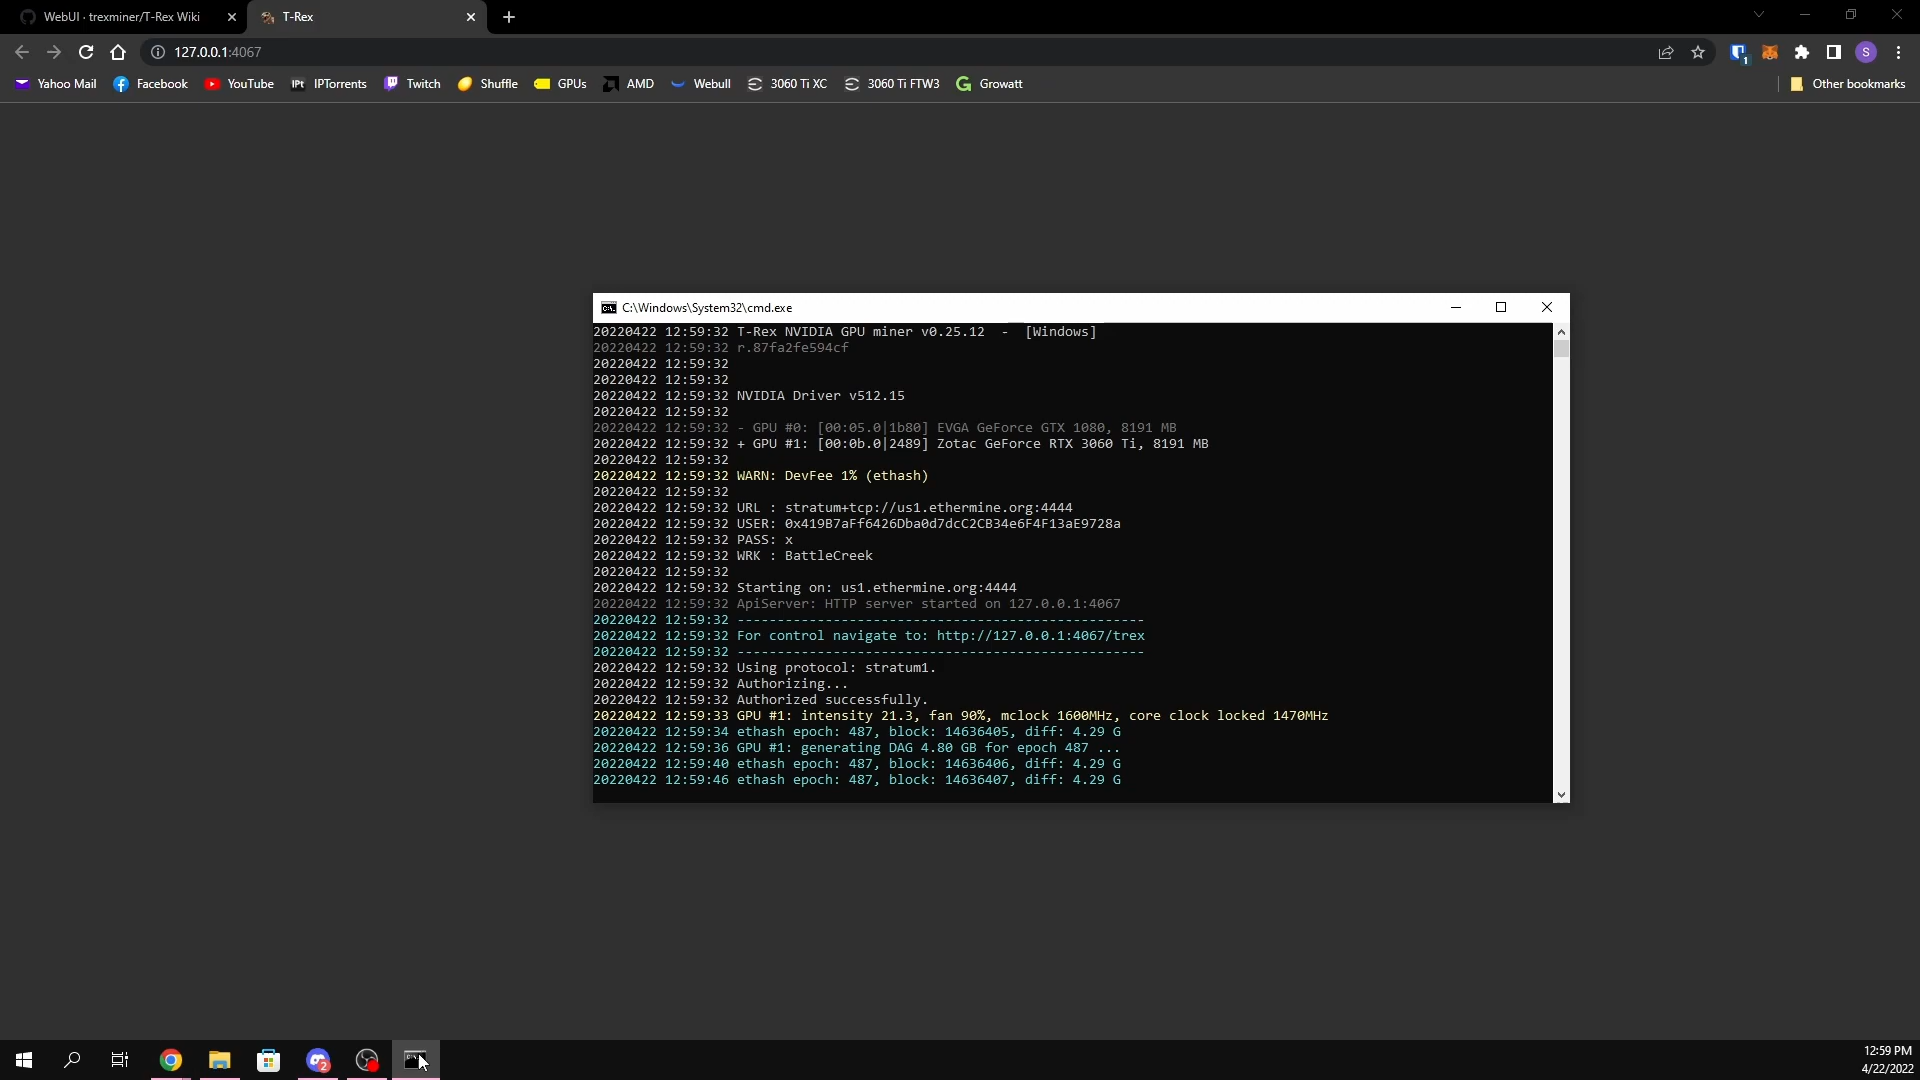 WebUI · trexminer/T-Rex Wiki
T-Rex
127.0.0.1:4067
1
S
Yahoo Mail
Facebook
YouTube
IPt IPTorrents
Twitch
Shuffle
GPUs
AMD
Webull
3060 Ti XC
3060 Ti FTW3
Growatt
Other bookmarks
C:\Windows\System32\cmd.exe
20220422 12:59:32 T-Rex NVIDIA GPU miner v0.25.12 - [Windows]
20220422 12:59:32 r.87fa2fe594cf
20220422 12:59:32
20220422 12:59:32
20220422 12:59:32 NVIDIA Driver v512.15
20220422 12:59:32
20220422 12:59:32 - GPU #0: [00:05.0|1b80] EVGA GeForce GTX 1080, 8191 MB
20220422 12:59:32 + GPU #1: [00:0b.0|2489] Zotac GeForce RTX 3060 Ti, 8191 MB
20220422 12:59:32
20220422 12:59:32 WARN: DevFee 1% (ethash)
20220422 12:59:32
20220422 12:59:32 URL : stratum+tcp://us1.ethermine.org:4444
20220422 12:59:32 USER: 0x419B7aFf6426Dba0d7dcC2CB34e6F4F13aE9728a
20220422 12:59:32 PASS: x
20220422 12:59:32 WRK : BattleCreek
20220422 12:59:32
20220422 12:59:32 Starting on: us1.ethermine.org:4444
20220422 12:59:32 ApiServer: HTTP server started on 127.0.0.1:4067
20220422 12:59:32 ---------------------------------------------------
20220422 12:59:32 For control navigate to: http://127.0.0.1:4067/trex
20220422 12:59:32 ---------------------------------------------------
20220422 12:59:32 Using protocol: stratum1.
20220422 12:59:32 Authorizing...
20220422 12:59:32 Authorized successfully.
20220422 12:59:33 GPU #1: intensity 21.3, fan 90%, mclock 1600MHz, core clock locked 1470MHz
20220422 12:59:34 ethash epoch: 487, block: 14636405, diff: 4.29 G
20220422 12:59:36 GPU #1: generating DAG 4.80 GB for epoch 487 ...
20220422 12:59:40 ethash epoch: 487, block: 14636406, diff: 4.29 G
20220422 12:59:46 ethash epoch: 487, block: 14636407, diff: 4.29 G
2
12:59 PM
4/22/2022